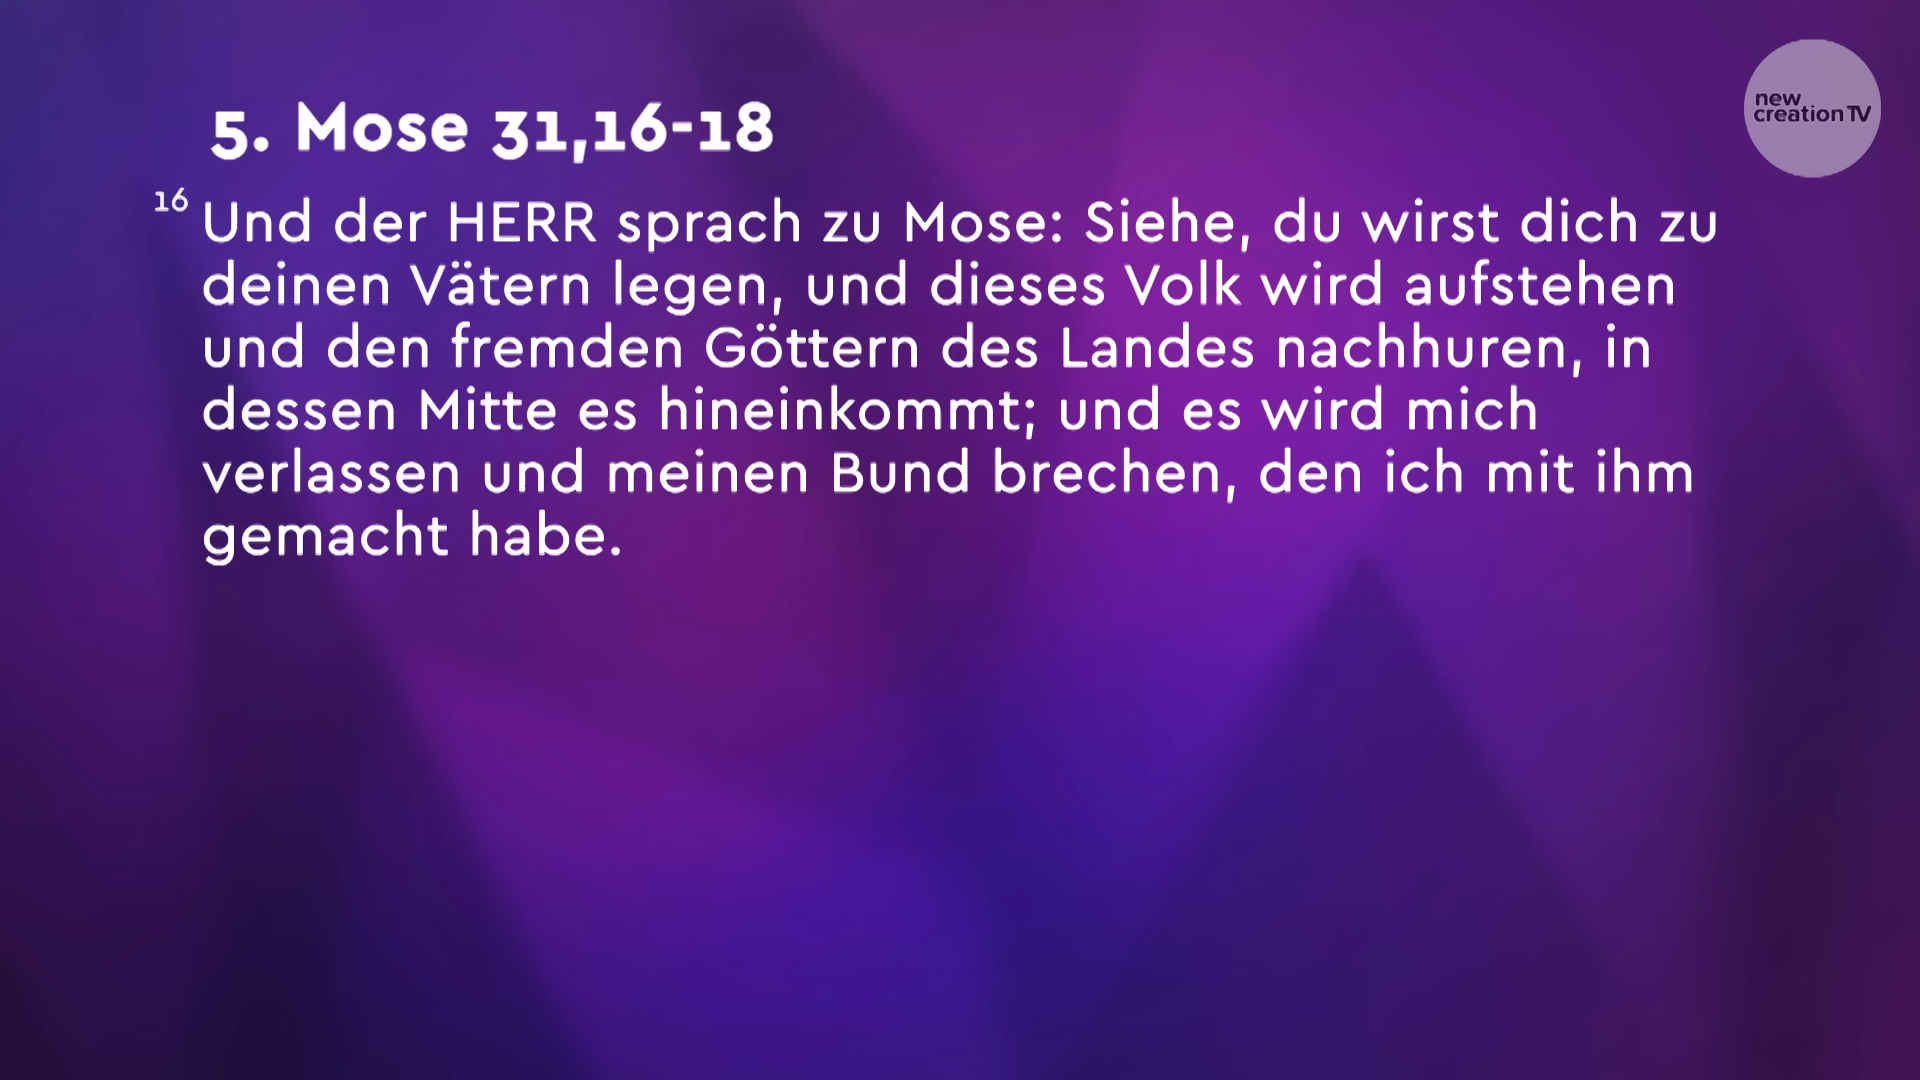 new
creation TV
5. Mose 31,16-18
16 Und der HERR sprach zu Mose: Siehe, du wirst dich zu
deinen Vätern legen, und dieses Volk wird aufstehen
und den fremden Göttern des Landes nachhuren, in
dessen Mitte es hineinkommt; und es wird mich
verlassen und meinen Bund brechen, den ich mit ihm
gemacht habe.